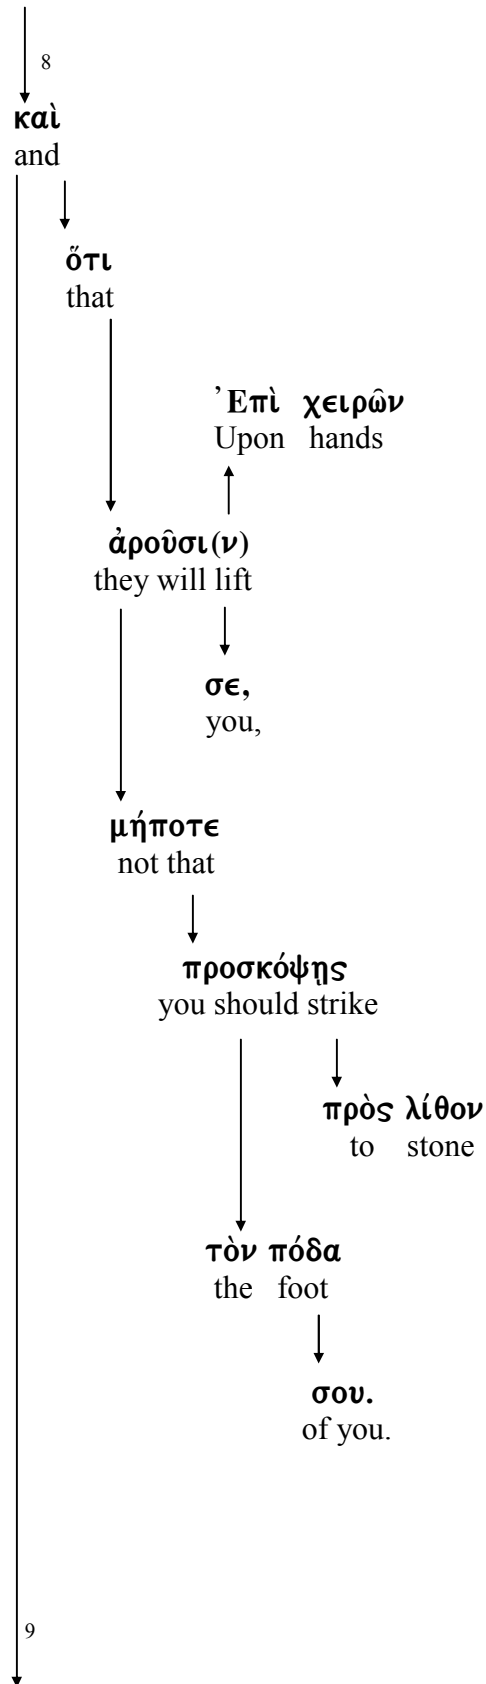 8
καὶ
and
ὅτι
that
᾿Επὶ χειρῶν
Upon hands
ἀροῦσι(ν)
they will lift
σε,
you,
μήποτε
not that
προσκόψῃς
you should strike
πρὸς λίθον
to stone
τὸν πόδα
the foot
σου.
of you.
9